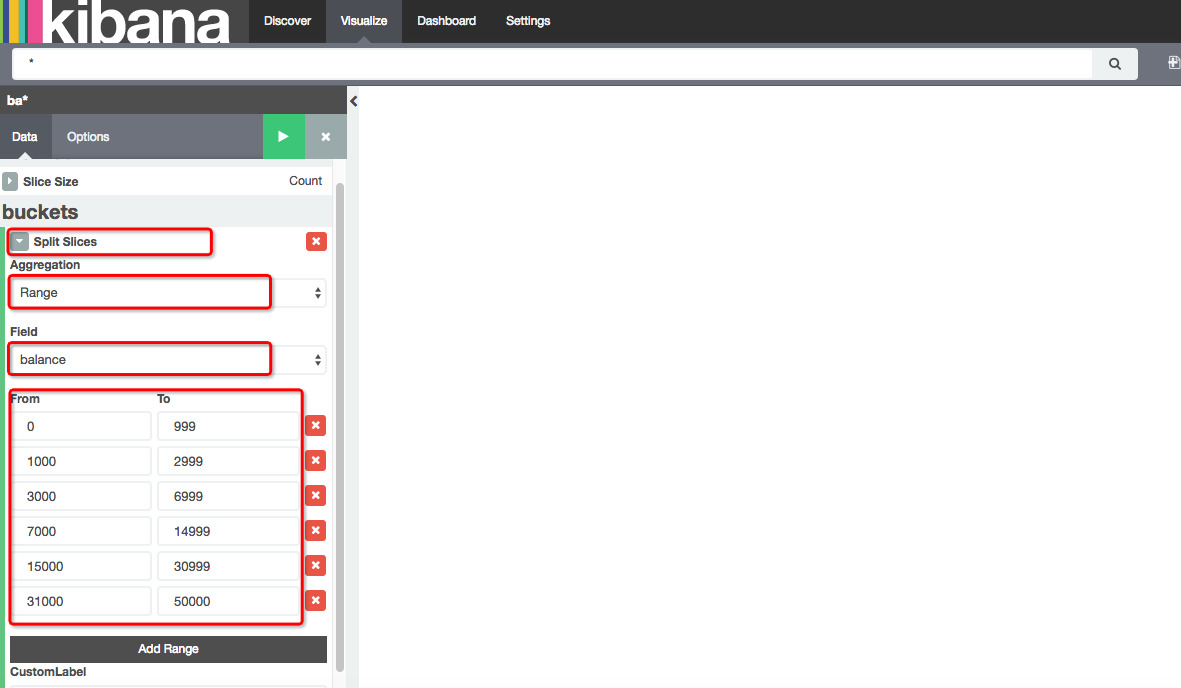 kibana Discover Visualize Dashboard Settings
*
ba*
Data Options
Slice Size Count
buckets
Split Slices
Aggregation
Range
Field
balance
From To
0 999
1000 2999
3000 6999
7000 14999
15000 30999
31000 50000
Add Range
CustomLabel